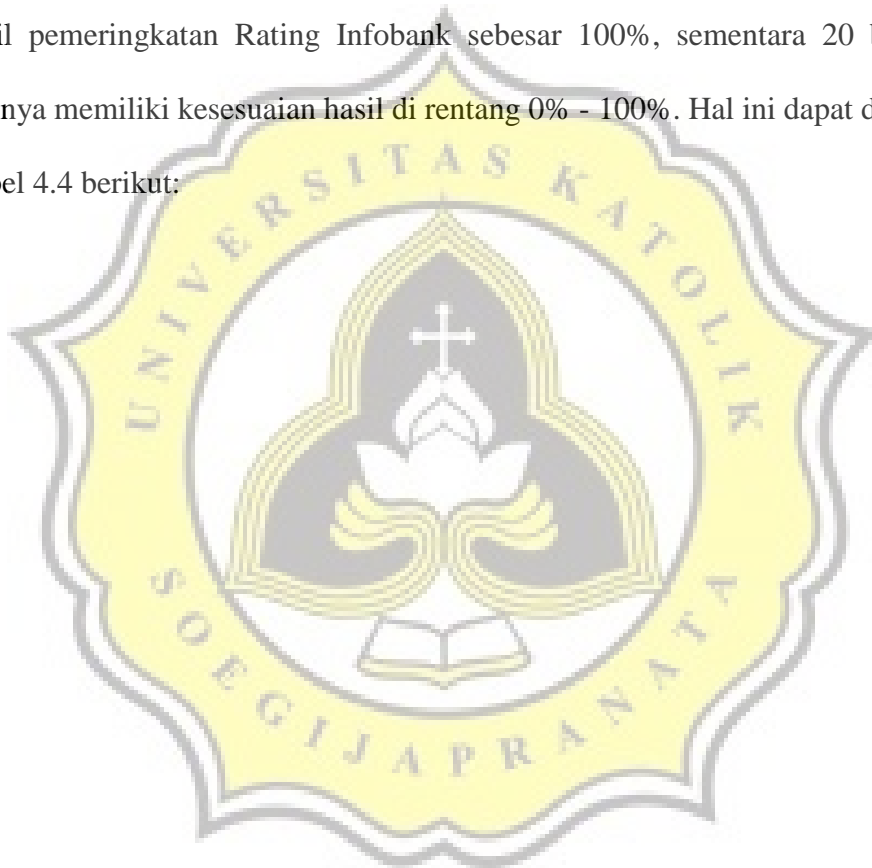 il pemeringkatan Rating Infobank sebesar 100%, sementara 20
nya memiliki kesesuaian hasil di rentang 0% - 100%. Hal ini dapat
bel 4.4 berikut:
UNIVERSITAS KATOLIK
SOEGIJAPRANATA